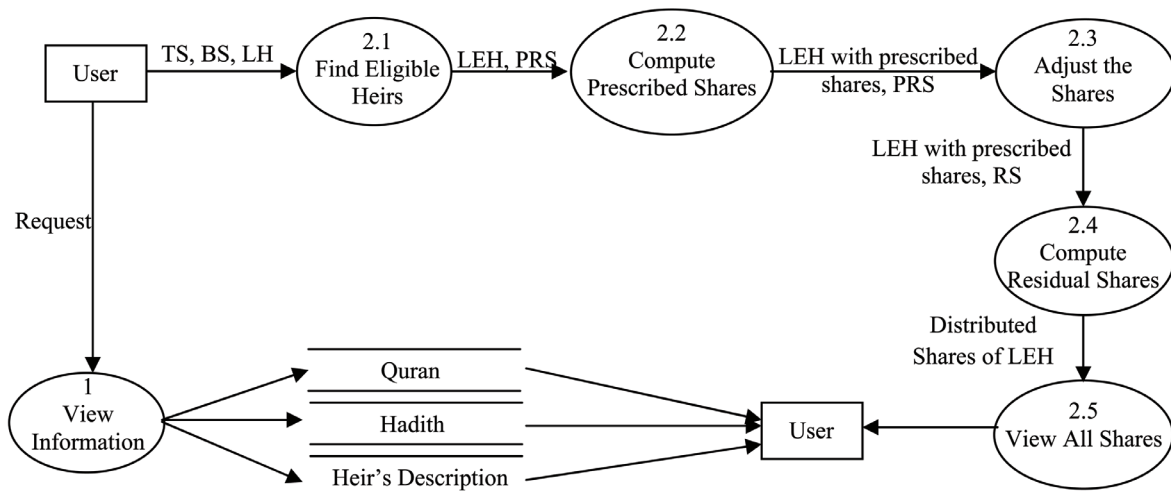 User
TS, BS, LH
2.1
Find Eligible
Heirs
LEH, PRS
2.2
Compute
Prescribed Shares
LEH with prescribed
shares, PRS
2.3
Adjust the
Shares
LEH with prescribed
shares, RS
Request
2.4
Compute
Residual Shares
Distributed
Shares of LEH
1
View
Information
Quran
Hadith
Heir’s Description
User
2.5
View All Shares